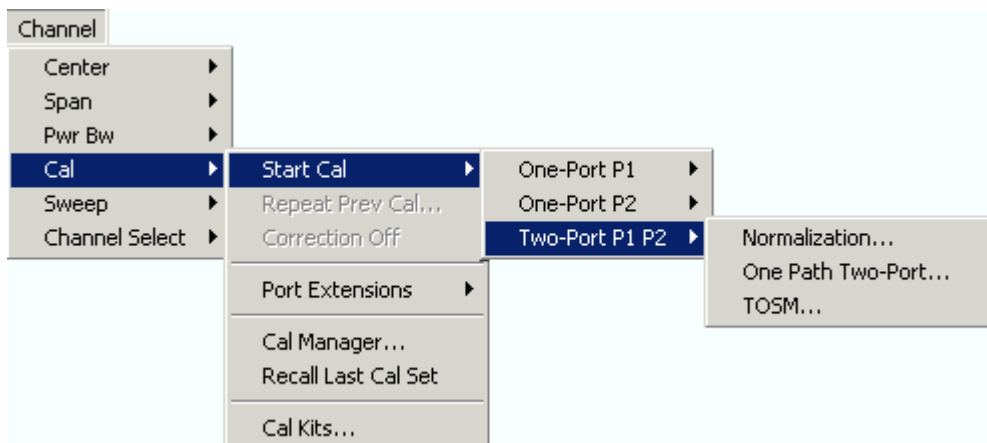 Channel
Center
Span
Pwr Bw
Cal
Sweep
Channel Select
Start Cal
Repeat Prev Cal...
Correction Off
Port Extensions
Cal Manager...
Recall Last Cal Set
Cal Kits...
One-Port P1
One-Port P2
Two-Port P1 P2
Normalization...
One Path Two-Port...
TOSM...